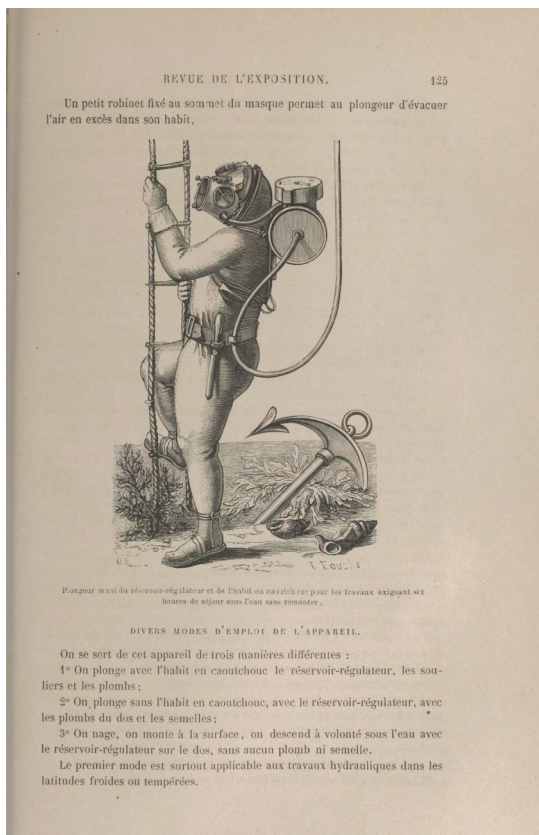 REVUE DE L'EXPOSITION. 125
Un petit robinet fixé au sommet du masque permet au plongeur d'évacuer
l'air en excès dans son habit.
Plongeur muni du réservoir-régulateur et de l'habit en caoutchouc pour les travaux exigeant six
heures de séjour sous l'eau sans remonter.
DIVERS MODES D'EMPLOI DE L'APPAREIL.
On se sert de cet appareil de trois manières différentes :
1º On plonge avec l'habit en caoutchouc le réservoir-régulateur, les sou-
liers et les plombs ;
2º On plonge sans l'habit en caoutchouc, avec le réservoir-régulateur, avec
les plombs du dos et les semelles ;
3º On nage, on monte à la surface, on descend à volonté sous l'eau avec
le réservoir-régulateur sur le dos, sans aucun plomb ni semelle.
Le premier mode est surtout applicable aux travaux hydrauliques dans les
latitudes froides ou tempérées.